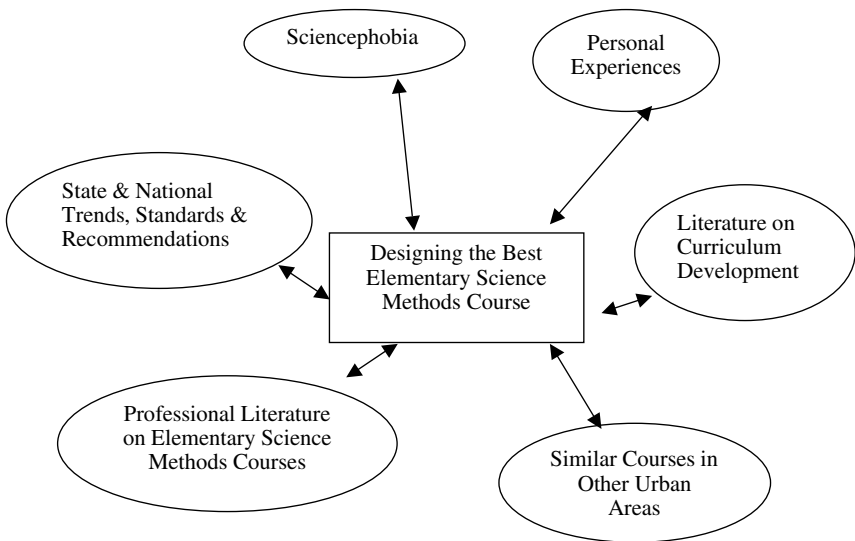 Sciencephobia
Personal
Experiences
State & National
Trends, Standards &
Recommendations
Designing the Best
Elementary Science
Methods Course
Literature on
Curriculum
Development
Professional Literature
on Elementary Science
Methods Courses
Similar Courses in
Other Urban
Areas